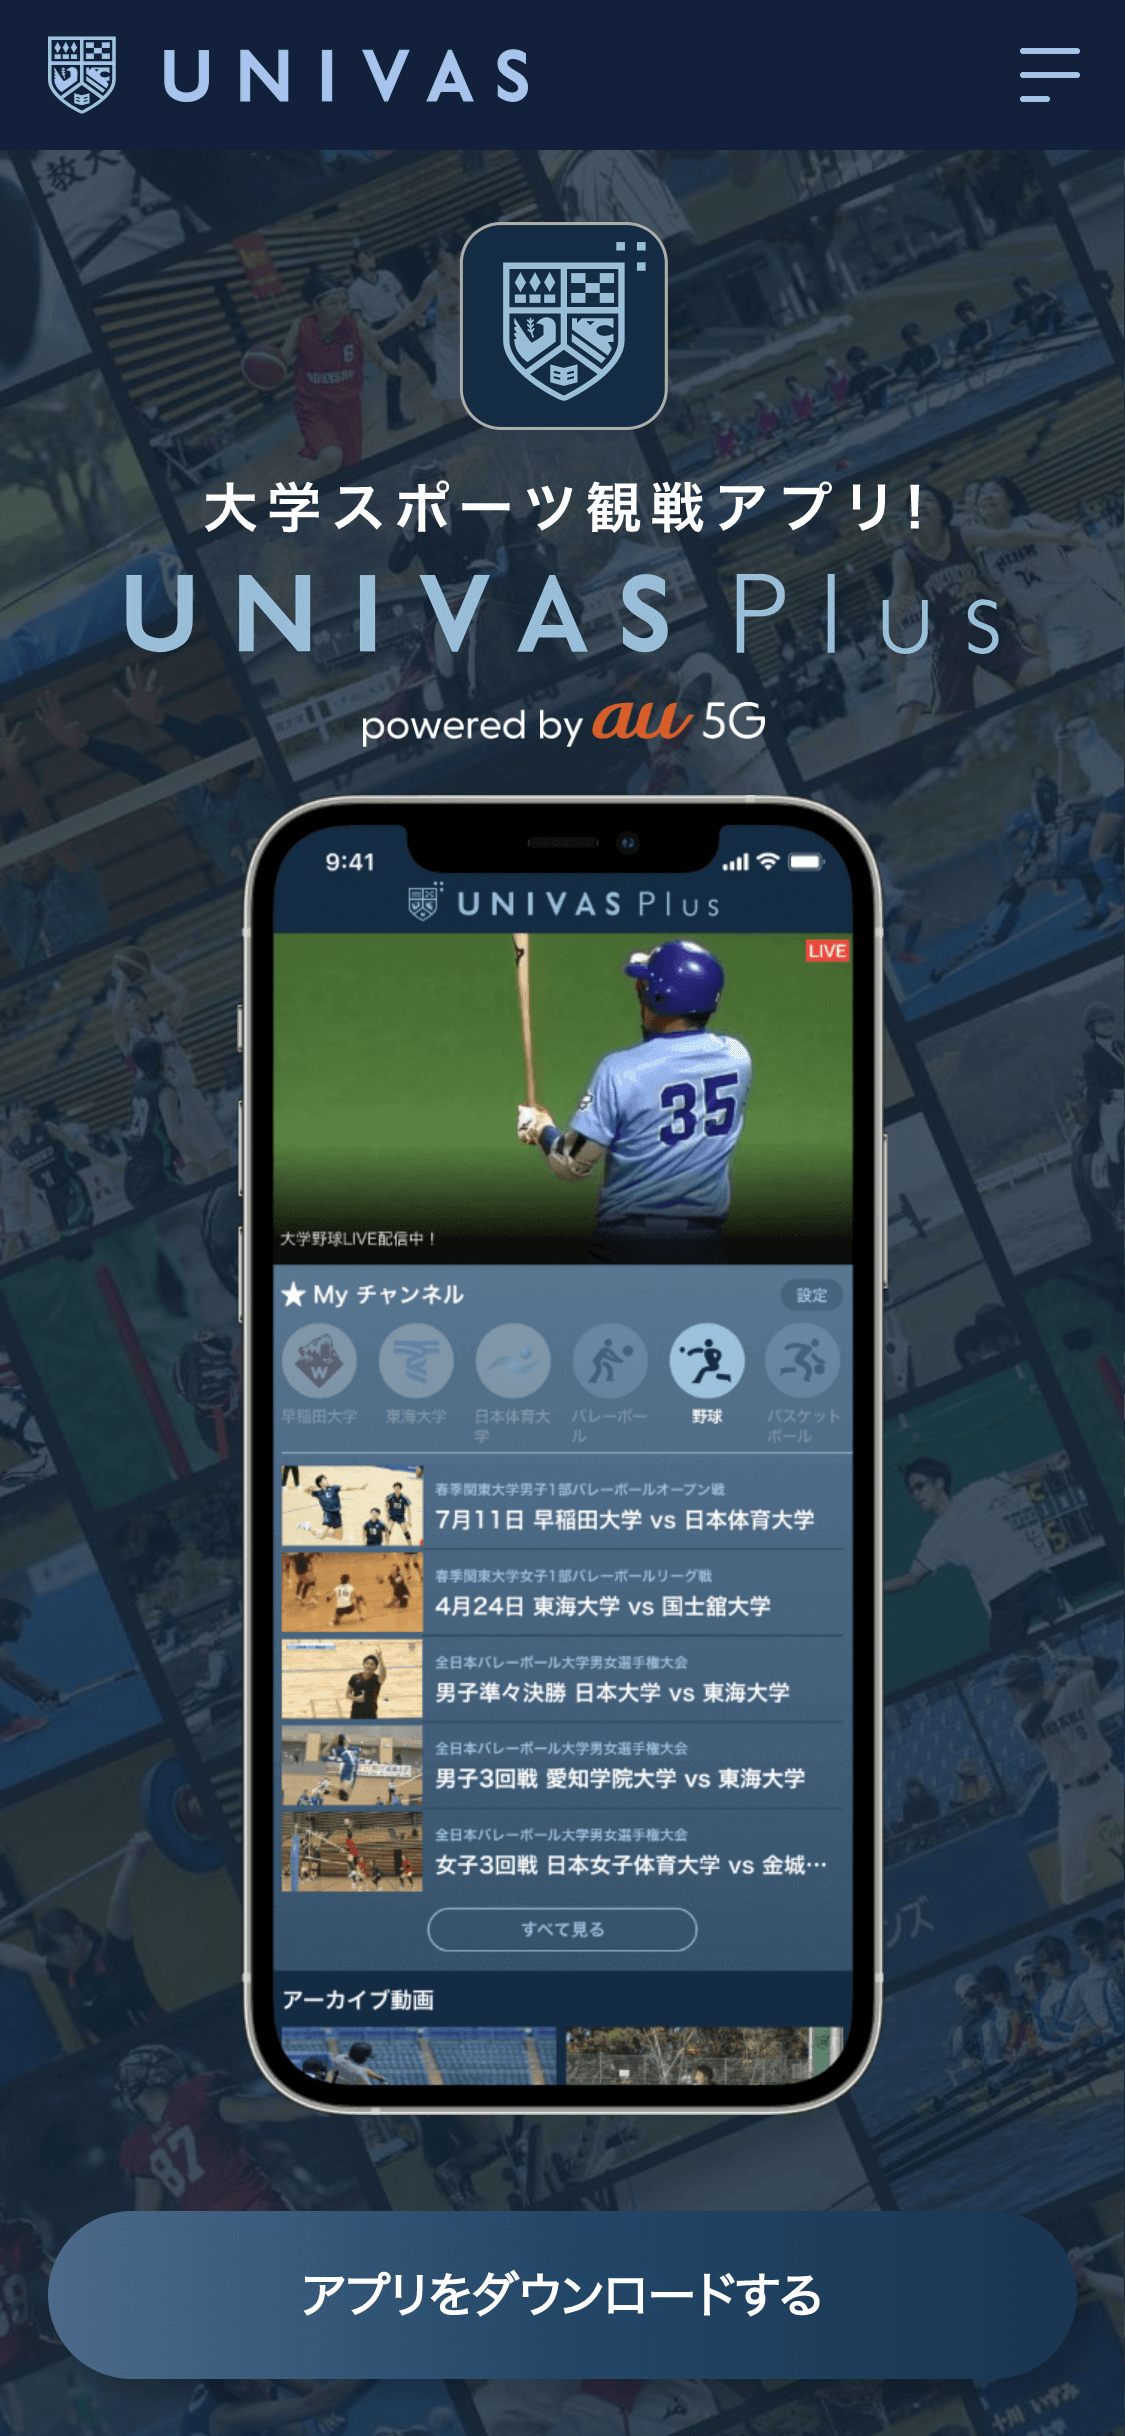 UNIVAS
大学スポーツ観戦アプリ！
UNIVAS Plus
powered by au 5G
9:41
UNIVAS Plus
LIVE
35
大学野球LIVE配信中！
★ My チャンネル
設定
W
早稲田大学
東海大学
日本体育大学
バレーボール
野球
バスケットボール
春季関東大学男子1部バレーボールオープン戦
7月11日 早稲田大学 vs 日本体育大学
春季関東大学女子1部バレーボールリーグ戦
4月24日 東海大学 vs 国士舘大学
全日本バレーボール大学男女選手権大会
男子準々決勝 日本大学 vs 東海大学
全日本バレーボール大学男女選手権大会
男子3回戦 愛知学院大学 vs 東海大学
全日本バレーボール大学男女選手権大会
女子3回戦 日本女子体育大学 vs 金城…
すべて見る
アーカイブ動画
6
87
アプリをダウンロードする